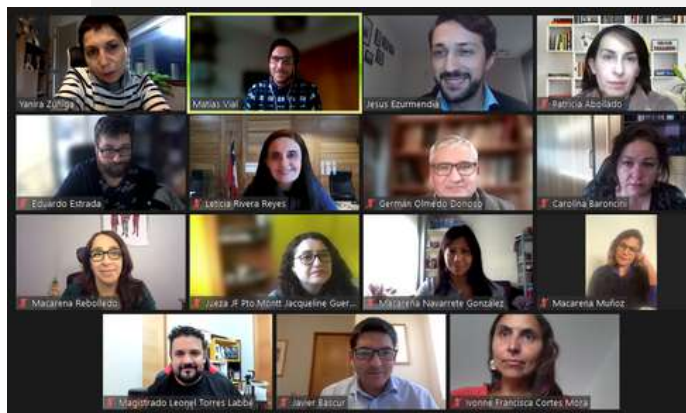 Yanira Zúñiga
Matías Vial
Jesus Ezurmendia
Patricia Abollado
Eduardo Estrada
Leticia Rivera Reyes
Germán Olmedo Donoso
Carolina Baroncini
Macarena Rebolledo
Jueza JF Pto.Montt Jacqueline Guer...
Macarena Navarrete González
Macarena Muñoz
Magistrado Leonel Torres Labbé
Javier Bascur
Ivonne Francisca Cortes Mora